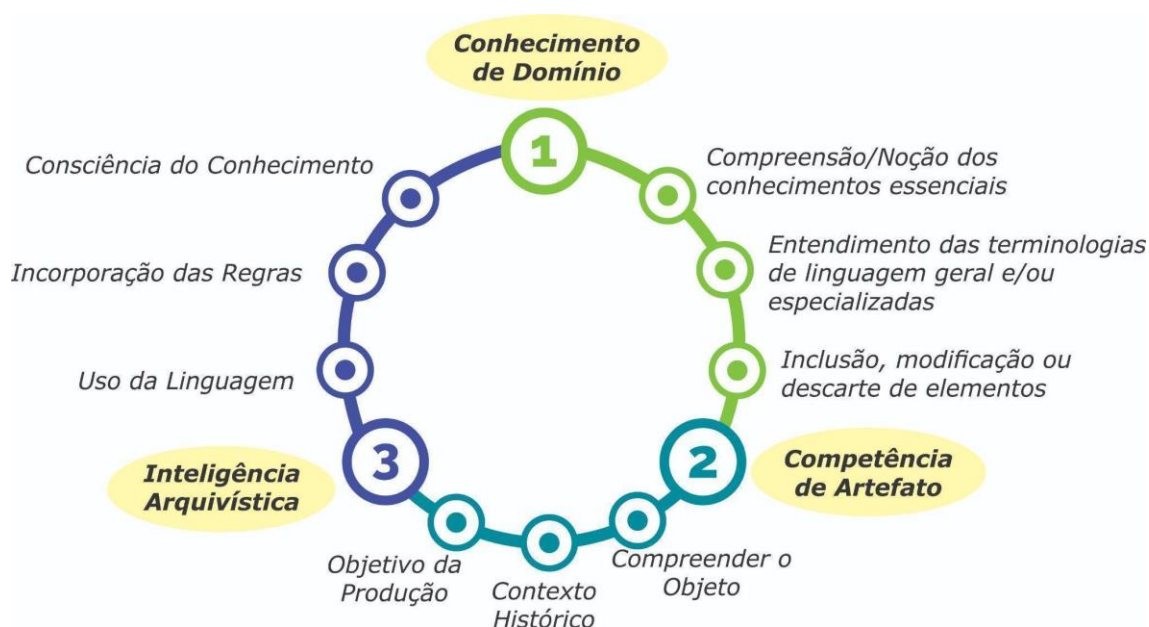 Conhecimento
de Domínio
1
Compreensão/Noção dos
conhecimentos essenciais
Entendimento das terminologias
de linguagem geral e/ou
especializadas
Inclusão, modificação ou
descarte de elementos
2
Competência
de Artefato
Compreender o
Objeto
Contexto
Histórico
Objetivo da
Produção
3
Inteligência
Arquivística
Uso da Linguagem
Incorporação das Regras
Consciência do Conhecimento